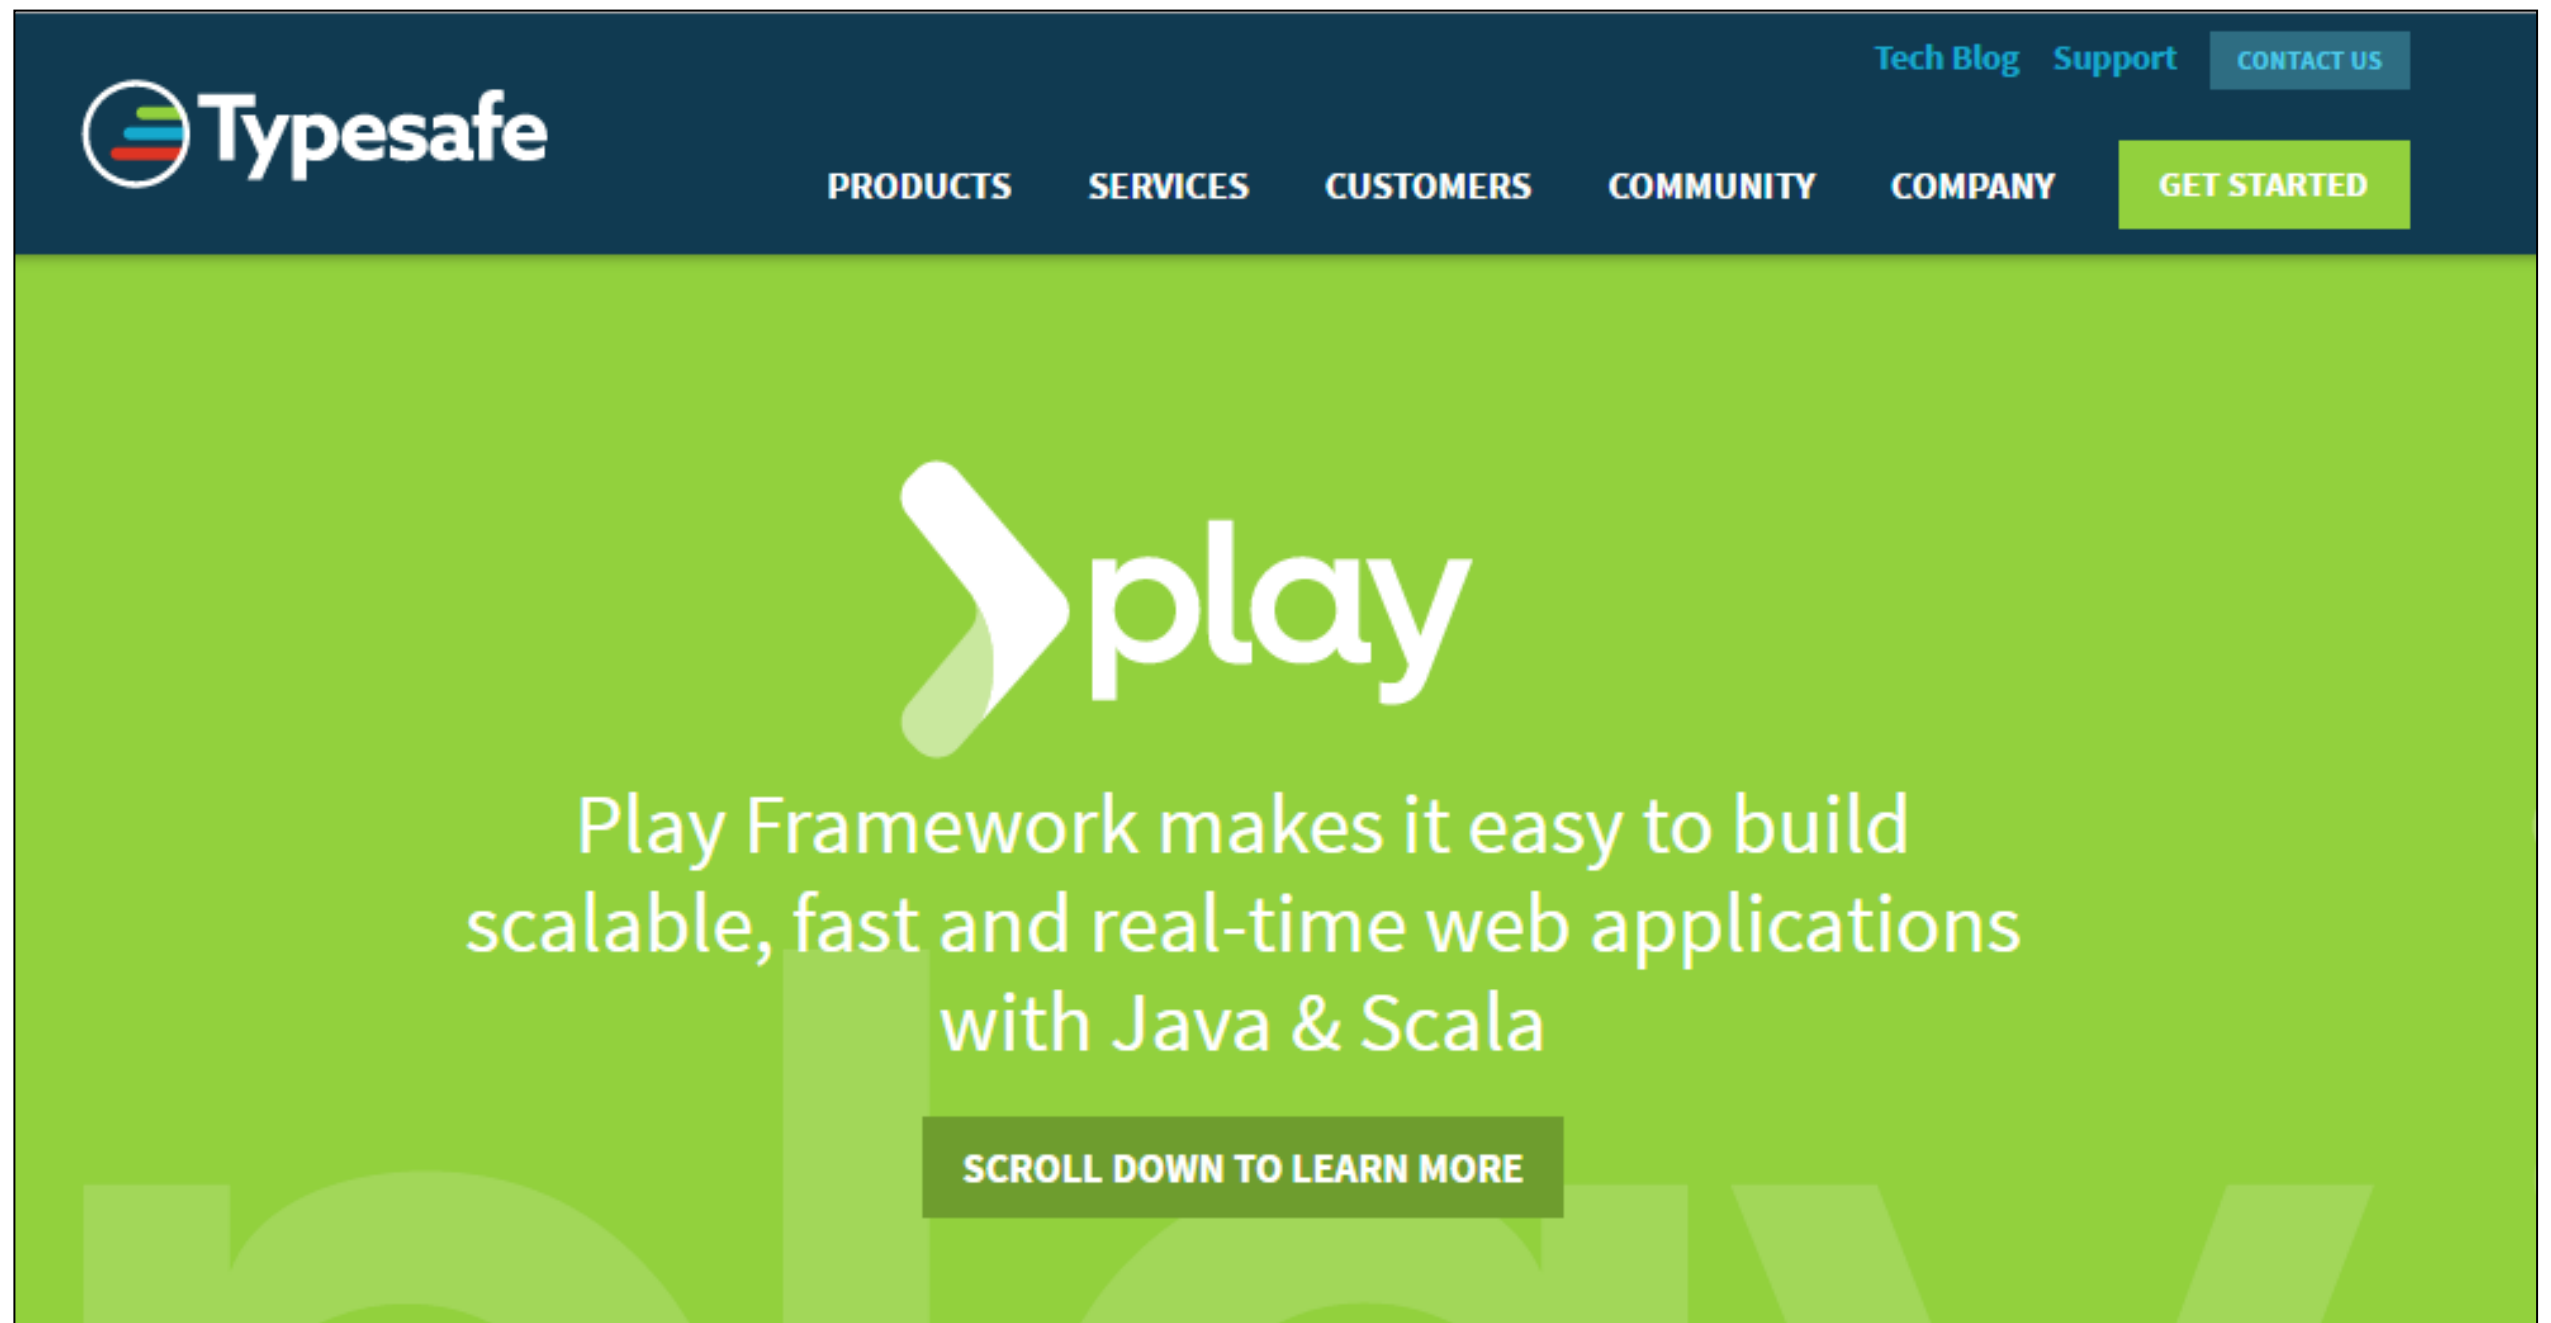 Tech Blog Support CONTACT US
Typesafe
PRODUCTS SERVICES CUSTOMERS COMMUNITY COMPANY GET STARTED
play
Play Framework makes it easy to build
scalable, fast and real-time web applications
with Java & Scala
SCROLL DOWN TO LEARN MORE
play